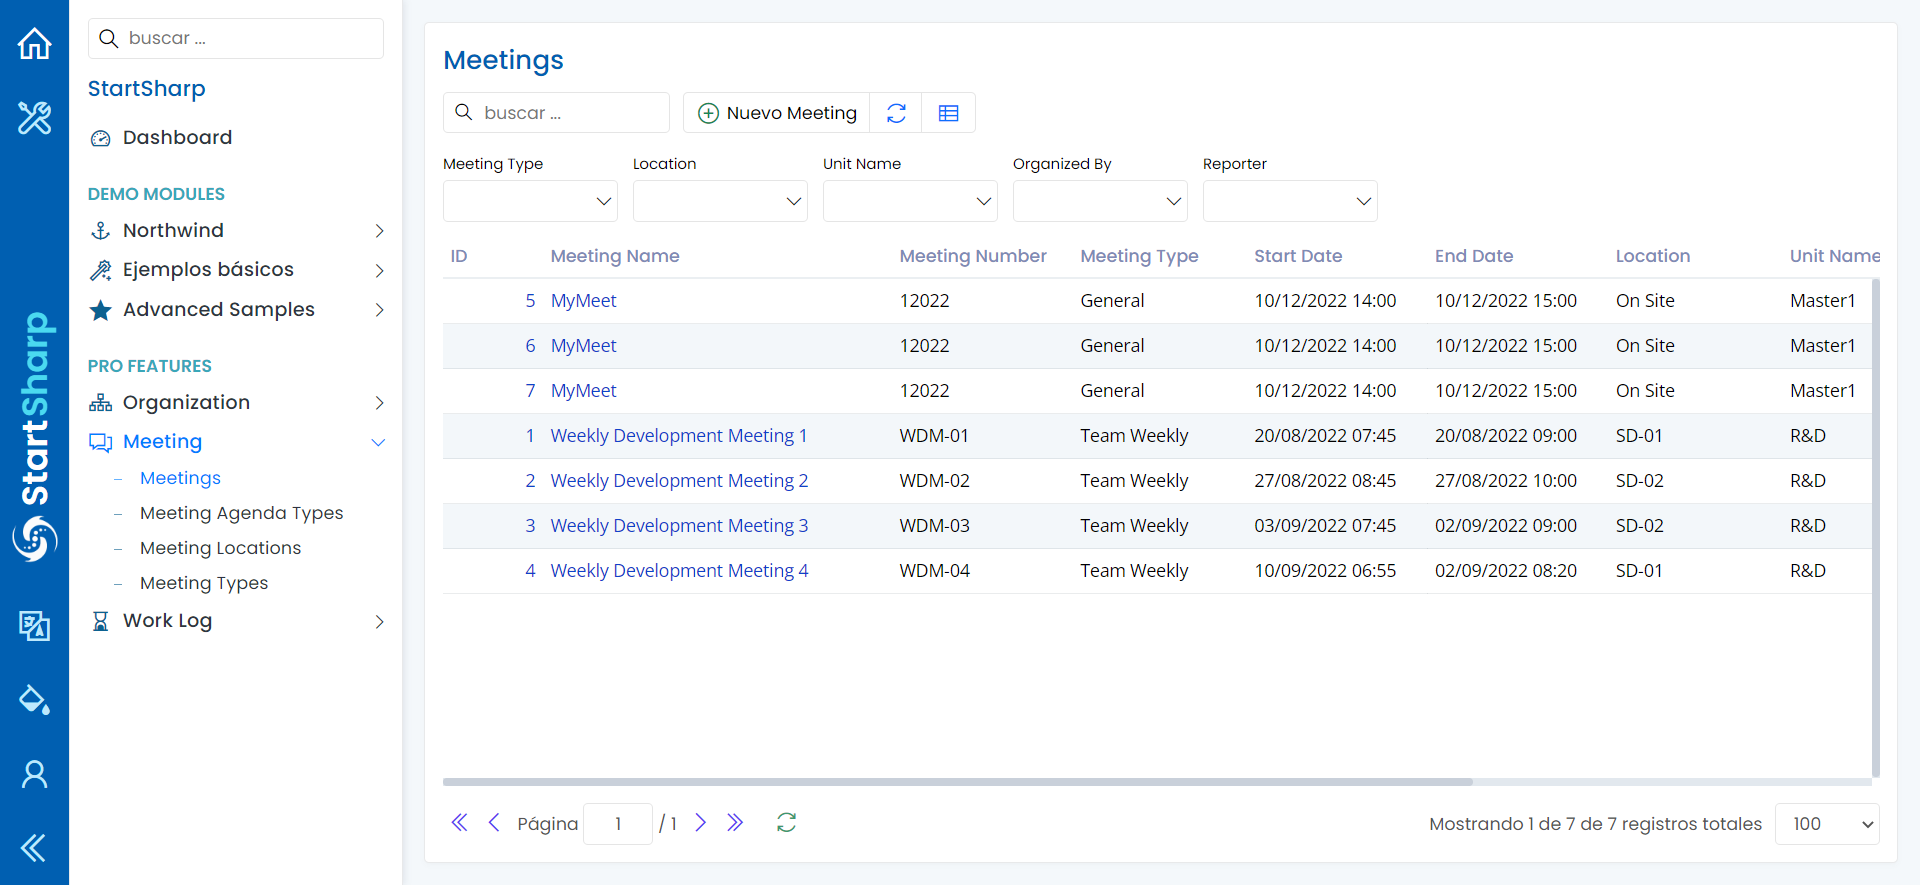 buscar ...
StartSharp
Dashboard
DEMO MODULES
Northwind
Ejemplos básicos
Advanced Samples
PRO FEATURES
Organization
Meeting
Meetings
Meeting Agenda Types
Meeting Locations
Meeting Types
Work Log
StartSharp
Meetings
buscar ...
Nuevo Meeting
Meeting Type Location Unit Name Organized By Reporter
ID Meeting Name Meeting Number Meeting Type Start Date End Date Location Unit Name
5 MyMeet 12022 General 10/12/2022 14:00 10/12/2022 15:00 On Site Master1
6 MyMeet 12022 General 10/12/2022 14:00 10/12/2022 15:00 On Site Master1
7 MyMeet 12022 General 10/12/2022 14:00 10/12/2022 15:00 On Site Master1
1 Weekly Development Meeting 1 WDM-01 Team Weekly 20/08/2022 07:45 20/08/2022 09:00 SD-01 R&D
2 Weekly Development Meeting 2 WDM-02 Team Weekly 27/08/2022 08:45 27/08/2022 10:00 SD-02 R&D
3 Weekly Development Meeting 3 WDM-03 Team Weekly 03/09/2022 07:45 02/09/2022 09:00 SD-02 R&D
4 Weekly Development Meeting 4 WDM-04 Team Weekly 10/09/2022 06:55 02/09/2022 08:20 SD-01 R&D
Página 1 / 1
Mostrando 1 de 7 de 7 registros totales 100